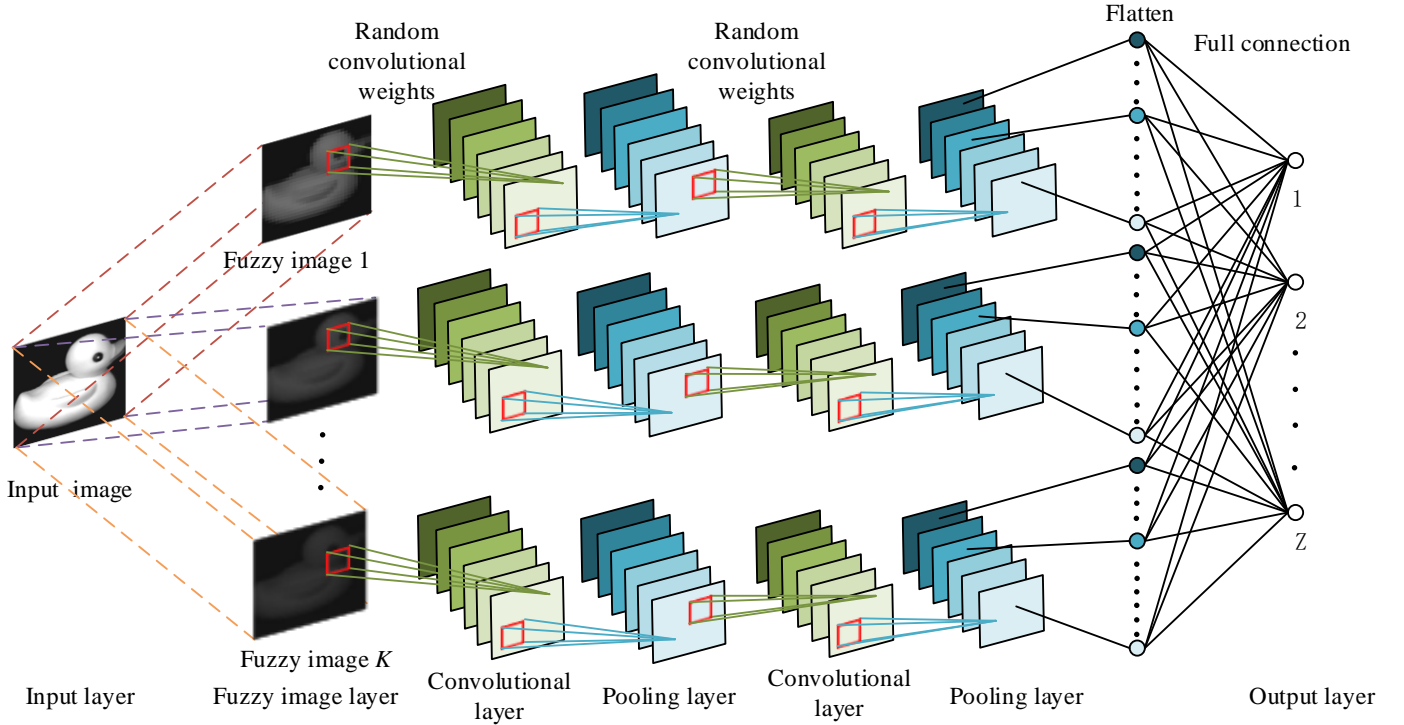 Flatten
Random
convolutional
weights
Random
convolutional
weights
Full connection
Fuzzy image 1
1
2
Input image
Z
Fuzzy image K
Input layer
Fuzzy image layer
Convolutional
layer
Pooling layer
Convolutional
layer
Pooling layer
Output layer